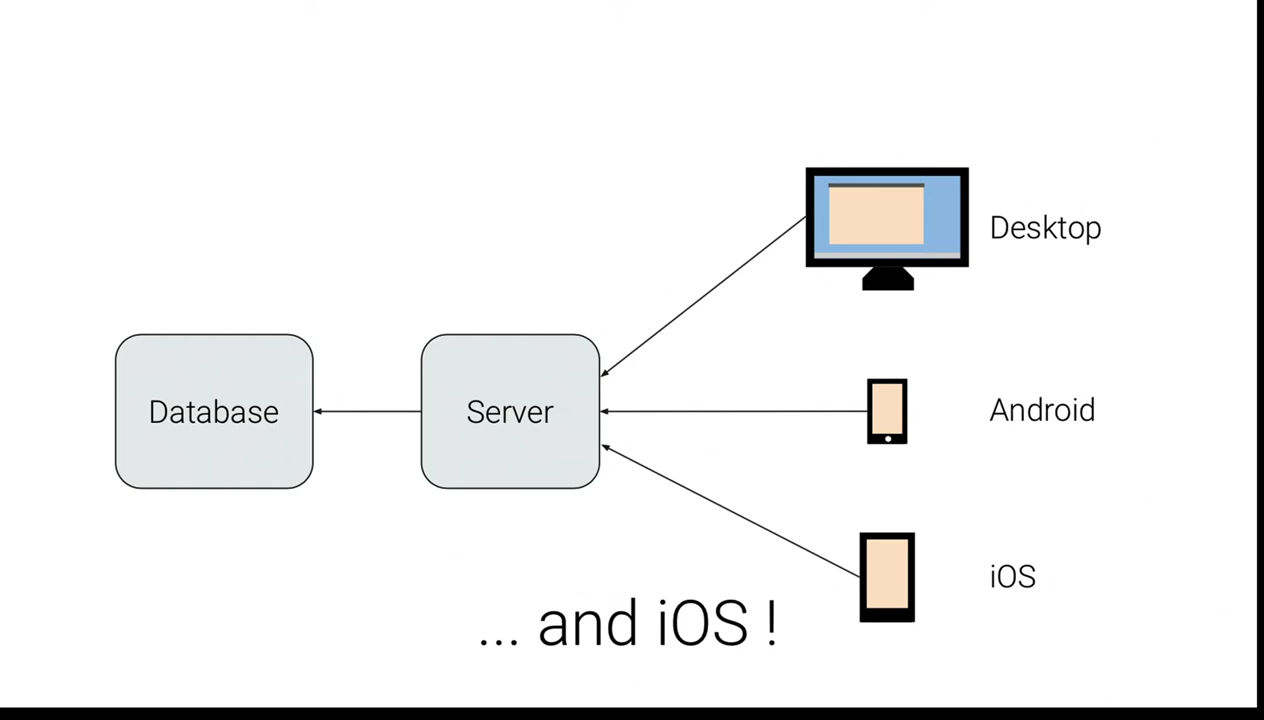 Desktop
Database
Server
Android
iOS
... and iOS !